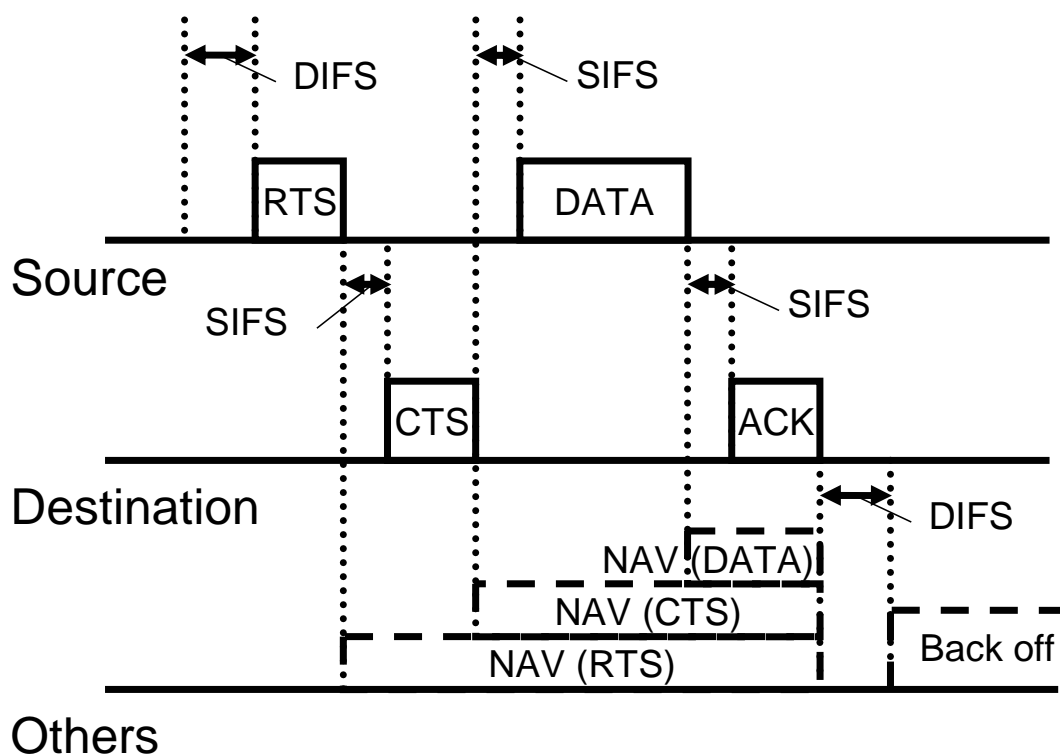 DIFS
SIFS
RTS
DATA
Source
SIFS
SIFS
CTS
ACK
Destination
DIFS
NAV (DATA)
NAV (CTS)
NAV (RTS)
Back off
Others